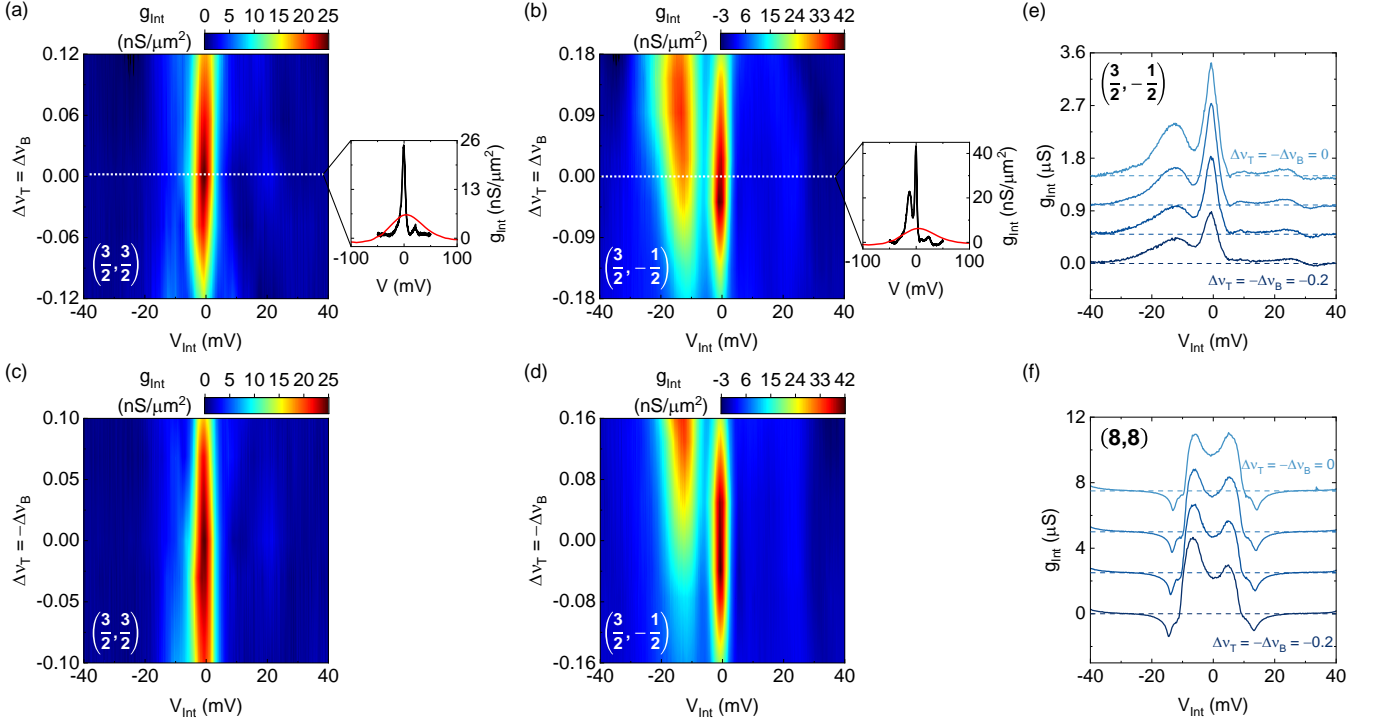 (a)
g_Int
(nS/μm²)
0 5 10 15 20 25
Δν_T = Δν_B
0.12
0.06
0.00
-0.06
-0.12
(3/2, 3/2)
-40 -20 0 20 40
V_Int (mV)
26
13
0
g_Int (nS/μm²)
-100 0 100
V (mV)
(b)
g_Int
(nS/μm²)
-3 6 15 24 33 42
Δν_T = Δν_B
0.18
0.09
0.00
-0.09
-0.18
(3/2, -1/2)
-40 -20 0 20 40
V_Int (mV)
40
20
0
g_Int (nS/μm²)
-100 0 100
V (mV)
(e)
(3/2, -1/2)
g_Int (μS)
3.6
2.7
1.8
0.9
0.0
Δν_T = −Δν_B = 0
Δν_T = −Δν_B = −0.2
-40 -20 0 20 40
V_Int (mV)
(c)
g_Int
(nS/μm²)
0 5 10 15 20 25
Δν_T = -Δν_B
0.10
0.05
0.00
-0.05
-0.10
(3/2, 3/2)
-40 -20 0 20 40
V_Int (mV)
(d)
g_Int
(nS/μm²)
-3 6 15 24 33 42
Δν_T = -Δν_B
0.16
0.08
0.00
-0.08
-0.16
(3/2, -1/2)
-40 -20 0 20 40
V_Int (mV)
(f)
(8,8)
g_Int (μS)
12
8
4
0
Δν_T = −Δν_B = 0
Δν_T = −Δν_B = −0.2
-40 -20 0 20 40
V_Int (mV)